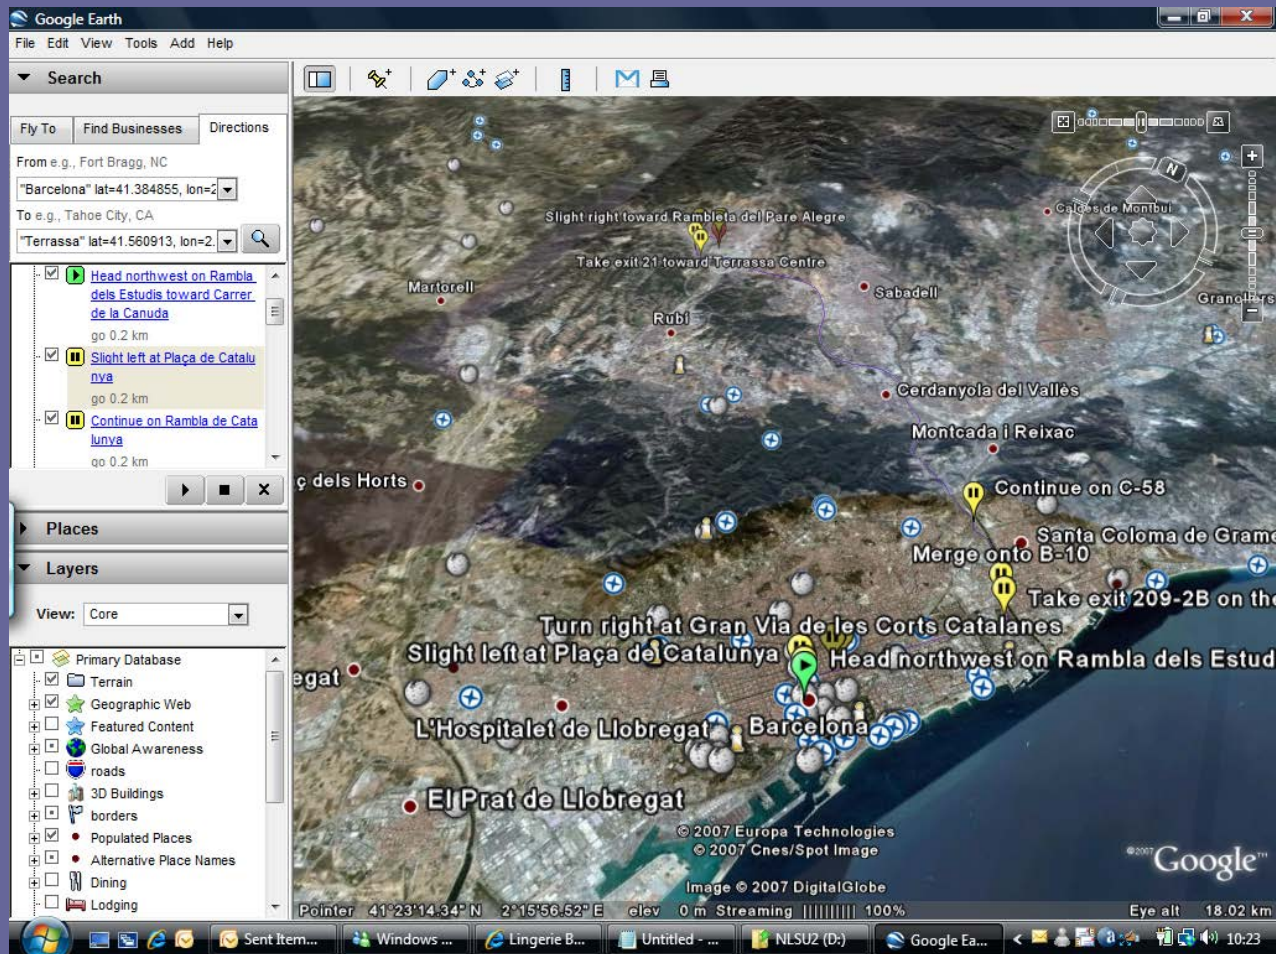 Google Earth
File Edit View Tools Add Help
Search
Fly To Find Businesses Directions
From e.g., Fort Bragg, NC
"Barcelona" lat=41.384855, lon=2
To e.g., Tahoe City, CA
"Terrassa" lat=41.560913, lon=2.
Head northwest on Rambla
dels Estudis toward Carrer
de la Canuda
go 0.2 km
Slight left at Plaça de Catalu
nya
go 0.2 km
Continue on Rambla de Cata
lunya
go 0.2 km
Places
Layers
View: Core
Primary Database
Terrain
Geographic Web
Featured Content
Global Awareness
roads
3D Buildings
borders
Populated Places
Alternative Place Names
Dining
Lodging
N
Caldes de Montbui
Slight right toward Rambleta del Pare Alegre
Take exit 21 toward Terrassa Centre
Martorell
Sabadell
Granollers
Rubí
Cerdanyola del Vallès
Montcada i Reixac
ç dels Horts
Continue on C-58
Santa Coloma de Grame
Merge onto B-10
Take exit 209-2B on the
Turn right at Gran Via de les Corts Catalanes
Slight left at Plaça de Catalunya
Head northwest on Rambla dels Estud
egat
L'Hospitalet de Llobregat
Barcelona
El Prat de Llobregat
© 2007 Europa Technologies
© 2007 Cnes/Spot Image
Image © 2007 DigitalGlobe
©2007 Google™
Pointer 41°23'14.34" N 2°15'56.52" E elev 0 m Streaming |||||||||| 100% Eye alt 18.02 km
Sent Item... Windows ... Lingerie B... Untitled - ... NLSU2 (D:) Google Ea... 10:23